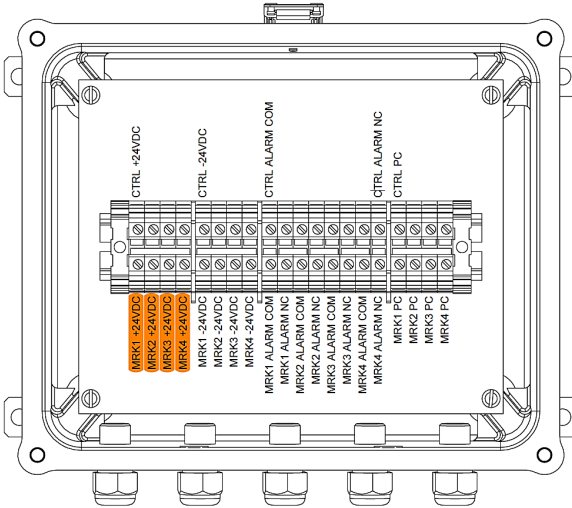 CTRL +24VDC
CTRL -24VDC
CTRL ALARM COM
CTRL ALARM NC
CTRL PC
MRK1 +24VDC
MRK2 +24VDC
MRK3 +24VDC
MRK4 +24VDC
MRK1 -24VDC
MRK2 -24VDC
MRK3 -24VDC
MRK4 -24VDC
MRK1 ALARM COM
MRK1 ALARM NC
MRK2 ALARM COM
MRK2 ALARM NC
MRK3 ALARM COM
MRK3 ALARM NC
MRK4 ALARM COM
MRK4 ALARM NC
MRK1 PC
MRK2 PC
MRK3 PC
MRK4 PC